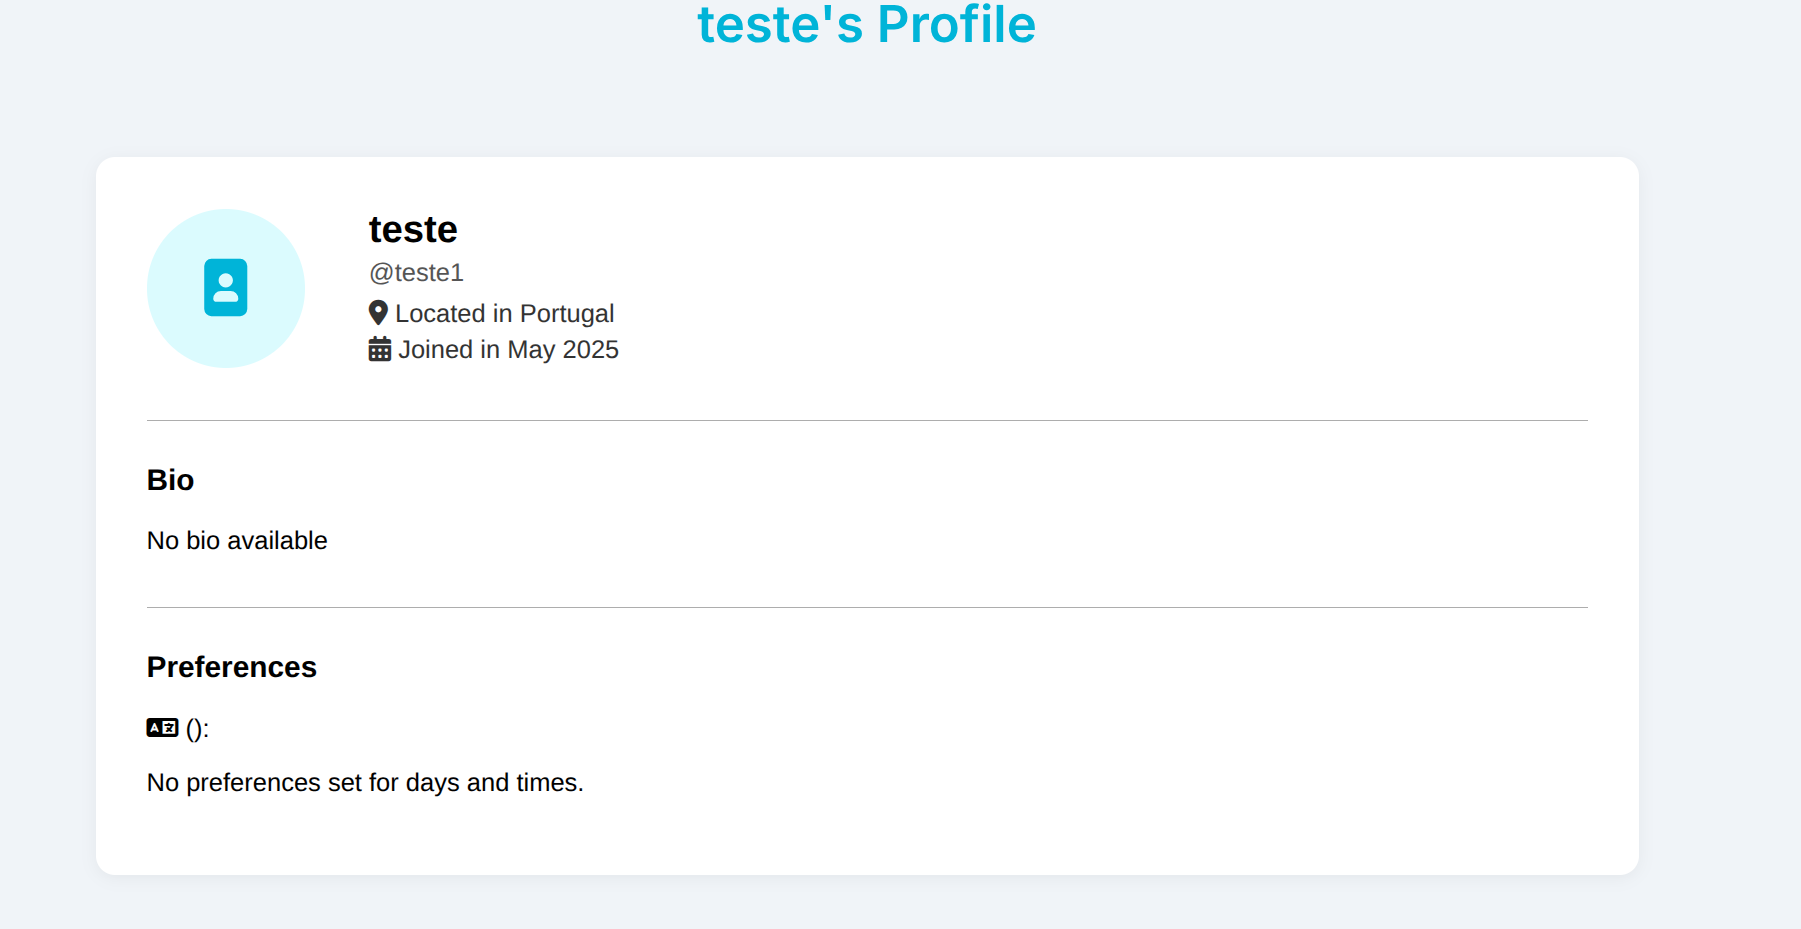 teste's Profile
teste
@teste1
Located in Portugal
Joined in May 2025
Bio
No bio available
Preferences
():
No preferences set for days and times.